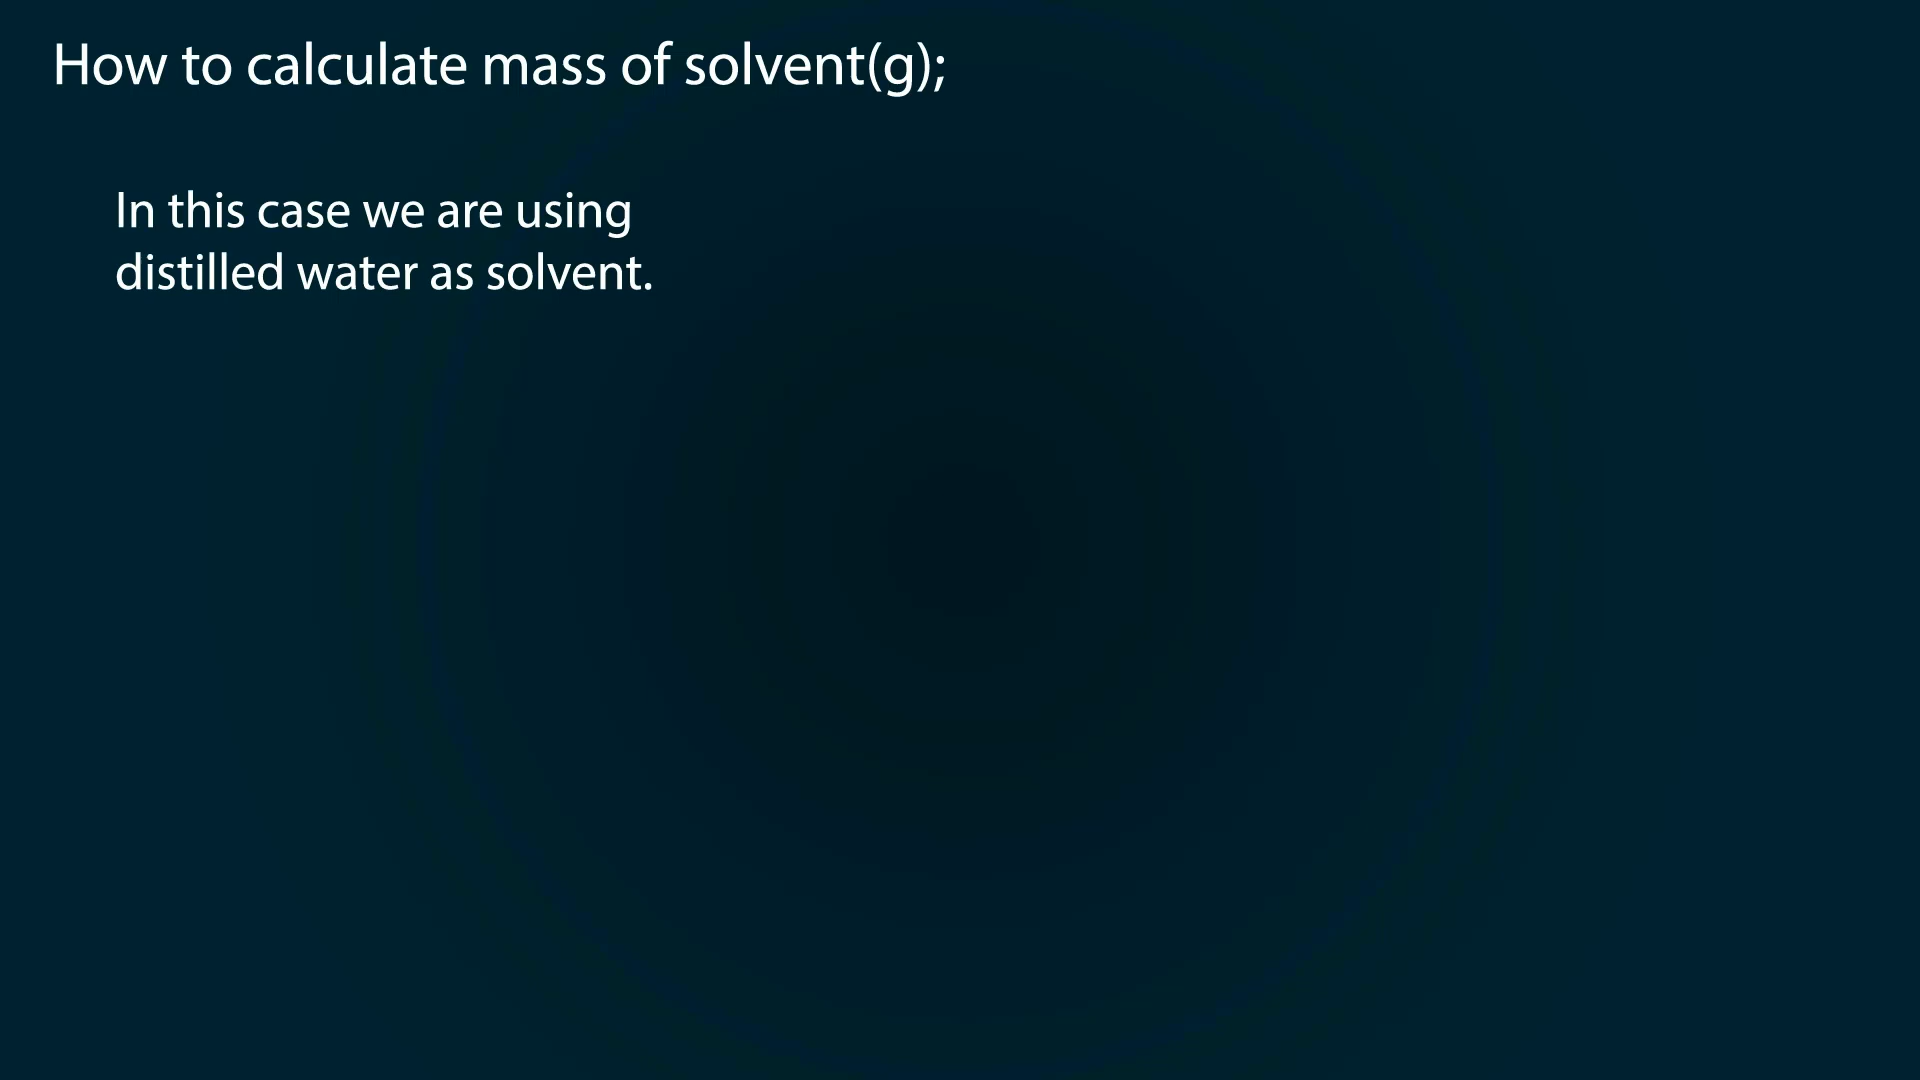 How to calculate mass of solvent(g);
In this case we are using
distilled water as solvent.